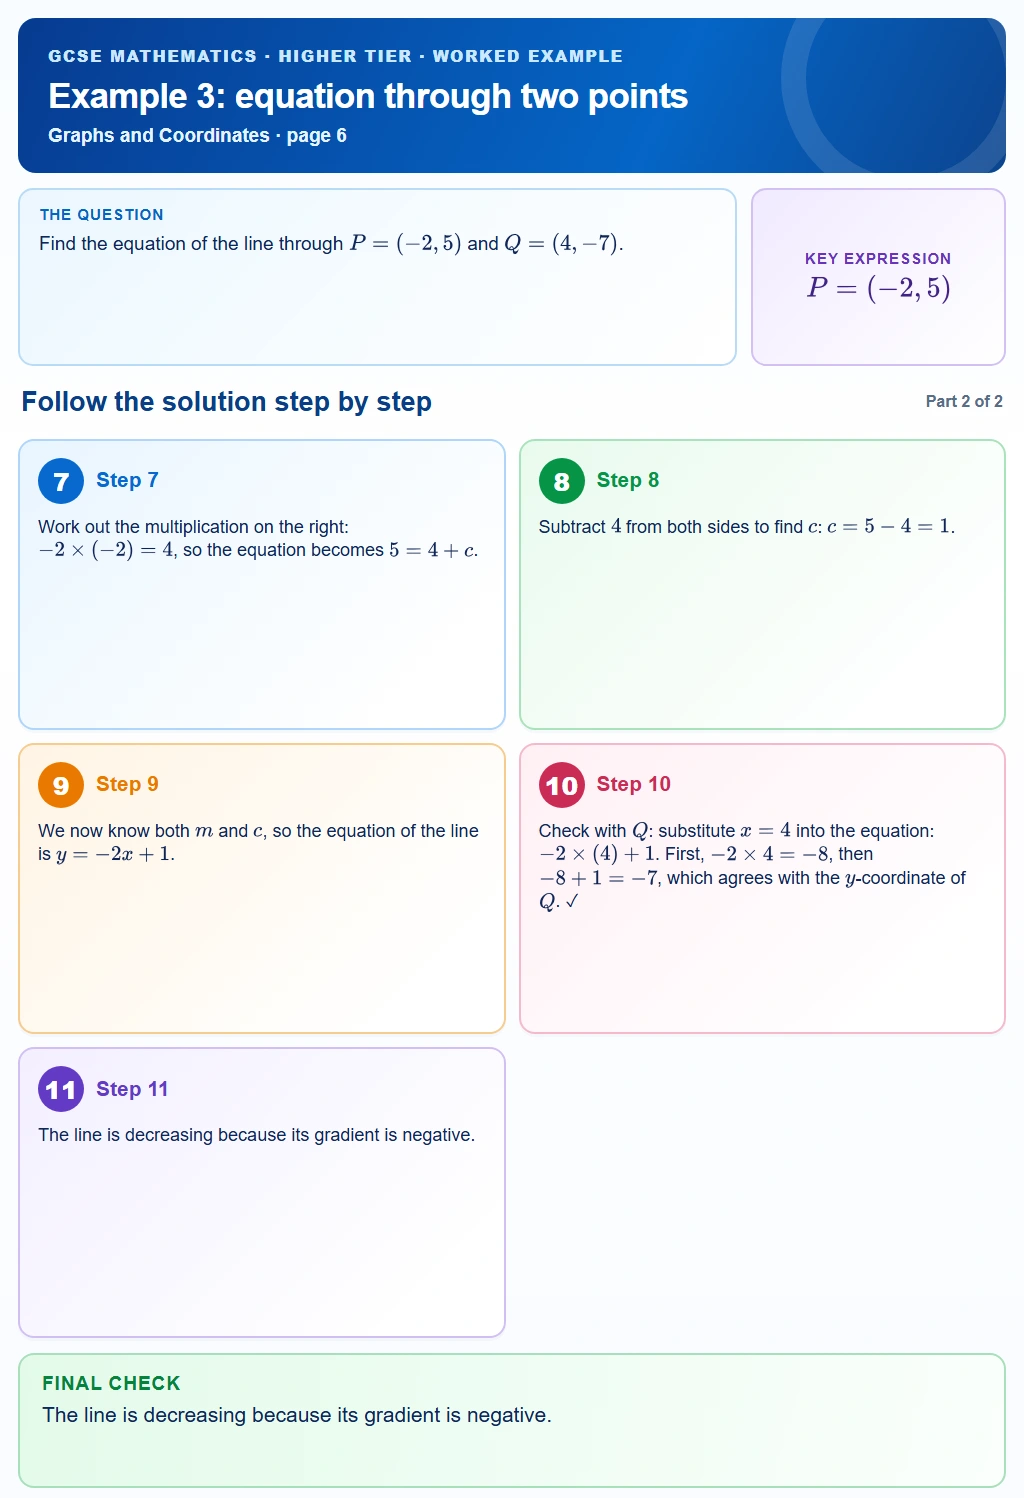 GCSE MATHEMATICS · HIGHER TIER · WORKED EXAMPLE
Example 3: equation through two points
Graphs and Coordinates · page 6
THE QUESTION
Find the equation of the line through P = (−2, 5) and Q = (4, −7).
KEY EXPRESSION
P = (−2, 5)
Follow the solution step by step
Part 2 of 2
7 Step 7
Work out the multiplication on the right:
−2 × (−2) = 4, so the equation becomes 5 = 4 + c.
8 Step 8
Subtract 4 from both sides to find c: c = 5 − 4 = 1.
9 Step 9
We now know both m and c, so the equation of the line
is y = −2x + 1.
10 Step 10
Check with Q: substitute x = 4 into the equation:
−2 × (4) + 1. First, −2 × 4 = −8, then
−8 + 1 = −7, which agrees with the y-coordinate of
Q. ✓
11 Step 11
The line is decreasing because its gradient is negative.
FINAL CHECK
The line is decreasing because its gradient is negative.